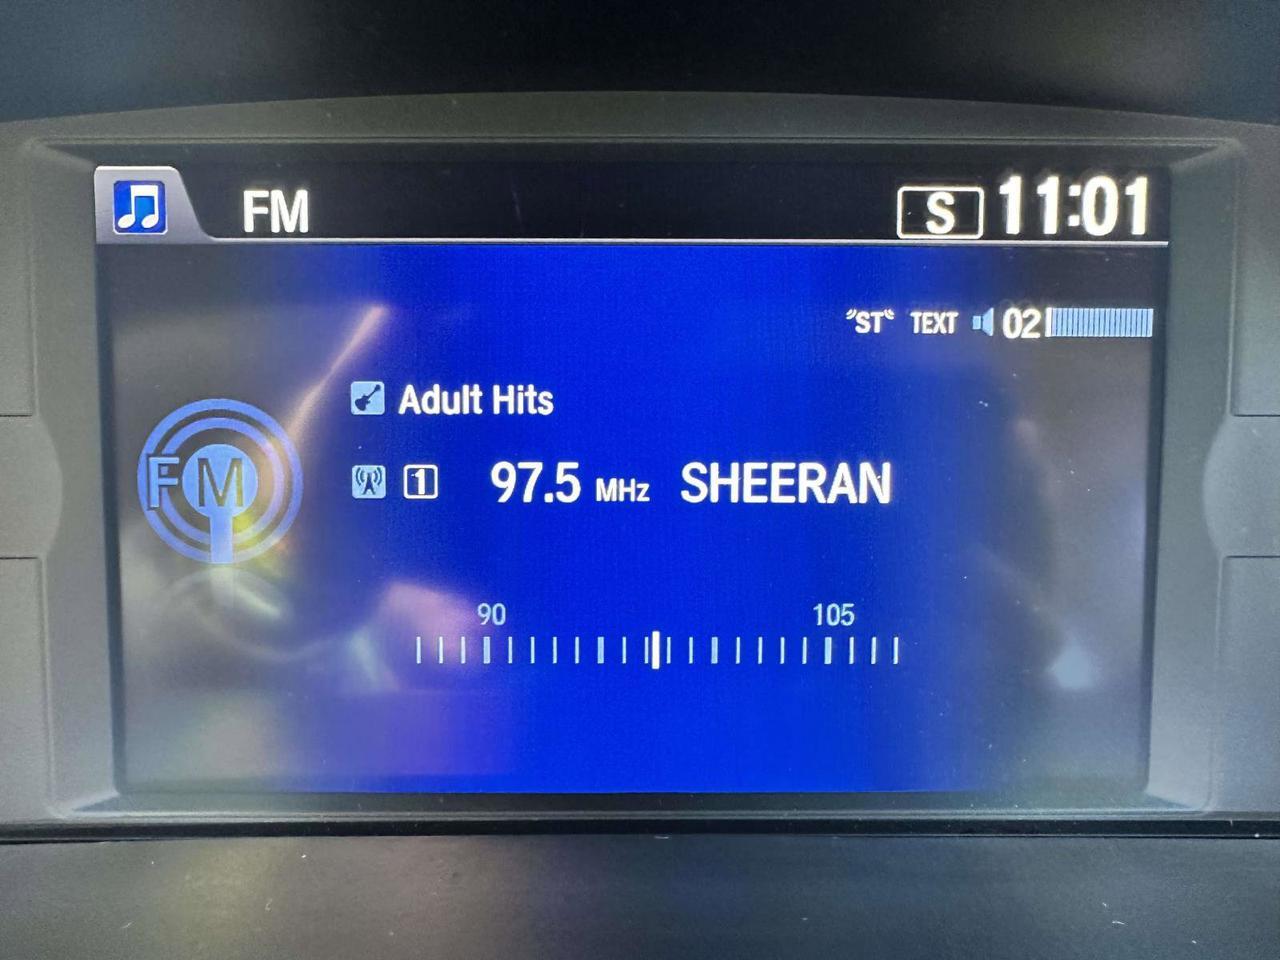 FM S 11:01
"ST" TEXT 02
Adult Hits
FM
1 97.5 MHz SHEERAN
90 105